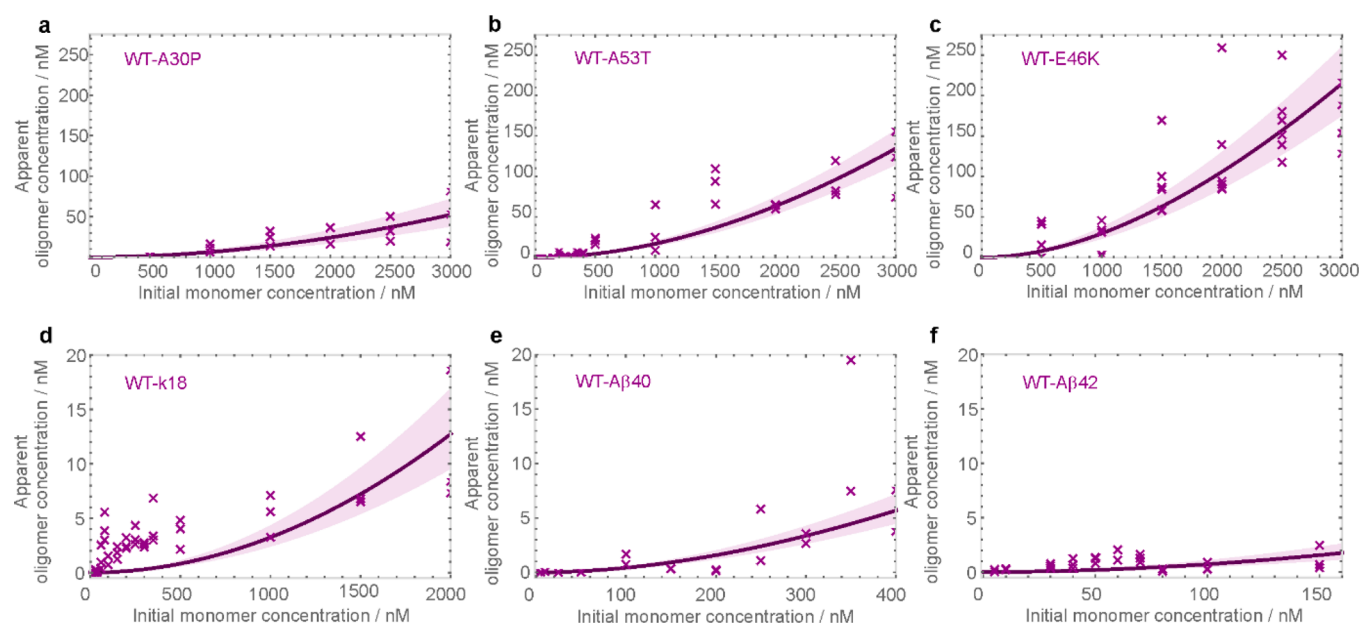 a
250
200
150
100
50
0
500
1000
1500
2000
2500
3000
WT-A30P
Apparent
oligomer concentration / nM
Initial monomer concentration / nM
b
250
200
150
100
50
0
0
500
1000
1500
2000
2500
3000
WT-A53T
Apparent
oligomer concentration / nM
Initial monomer concentration / nM
c
250
200
150
100
50
0
0
500
1000
1500
2000
2500
3000
WT-E46K
Apparent
oligomer concentration / nM
Initial monomer concentration / nM
d
20
15
10
5
0
0
500
1000
1500
2000
WT-k18
Apparent
oligomer concentration / nM
Initial monomer concentration / nM
e
20
15
10
5
0
0
100
200
300
400
WT-Aβ40
Apparent
oligomer concentration / nM
Initial monomer concentration / nM
f
20
15
10
5
0
0
50
100
150
WT-Aβ42
Apparent
oligomer concentration / nM
Initial monomer concentration / nM